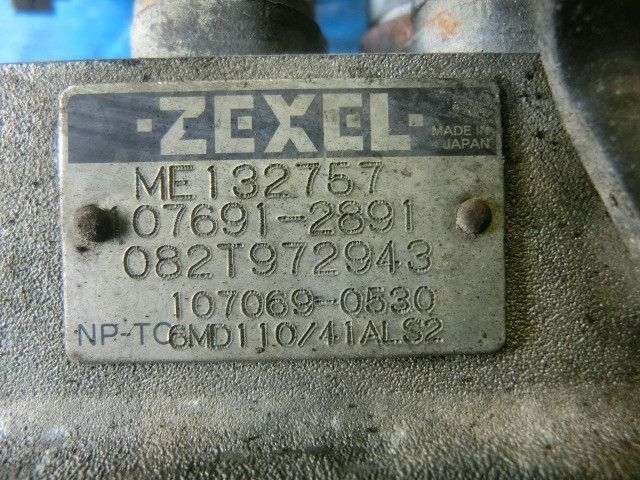 ·ZEXEL·
MADE IN
JAPAN
ME132757
07691-2891
082T972943
107069-0530
NP-TC 6MD110/41ALS2